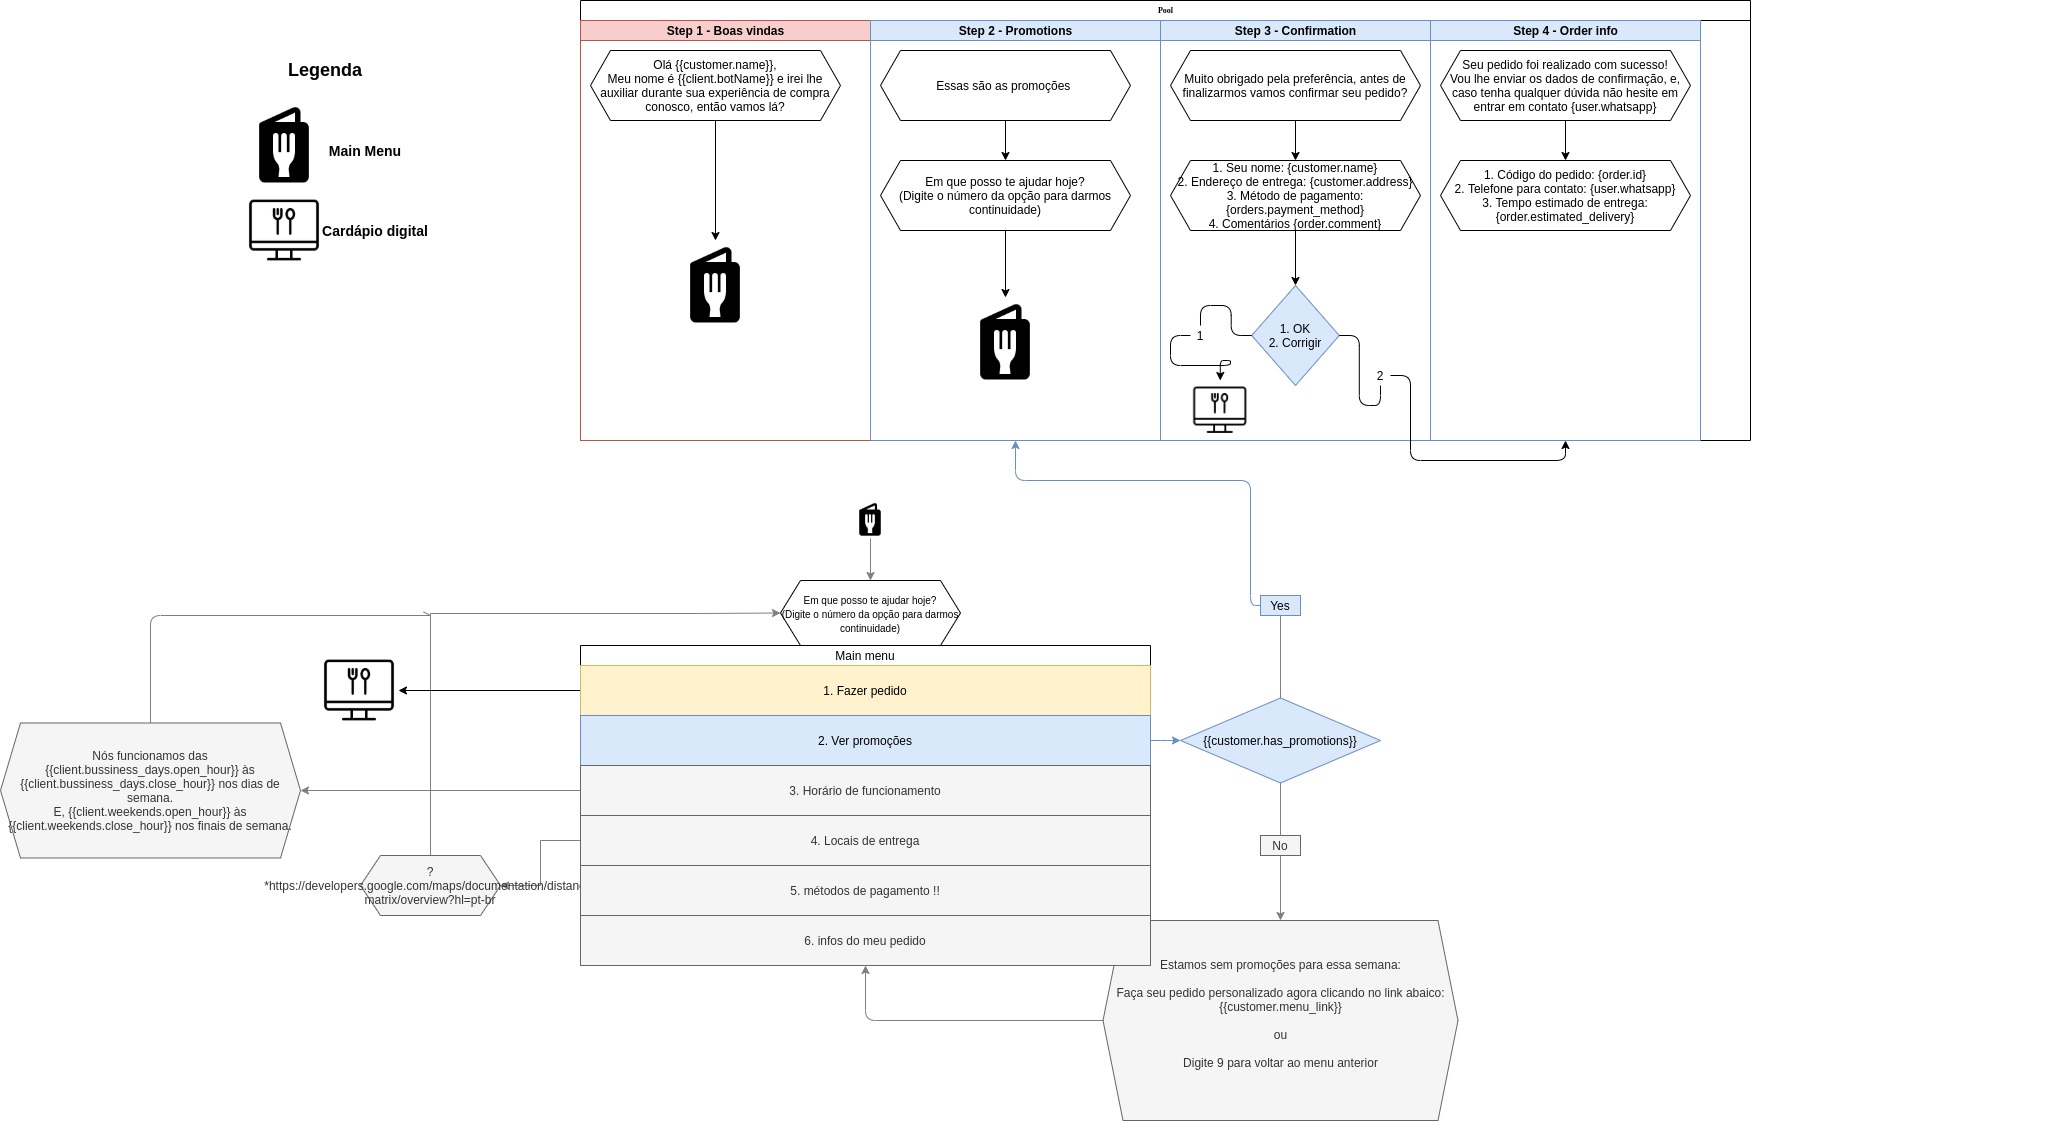 Pool
Step 1 - Boas vindas
Step 2 - Promotions
Step 3 - Confirmation
Step 4 - Order info
Legenda
Main Menu
Cardápio digital
Olá {{customer.name}},
Meu nome é {{client.botName}} e irei lhe
auxiliar durante sua experiência de compra
conosco, então vamos lá?
Essas são as promoções
Em que posso te ajudar hoje?
(Digite o número da opção para darmos
continuidade)
Muito obrigado pela preferência, antes de
finalizarmos vamos confirmar seu pedido?
1. Seu nome: {customer.name}
2. Endereço de entrega: {customer.address}
3. Método de pagamento:
{orders.payment_method}
4. Comentários {order.comment}
1. OK
2. Corrigir
1
2
Seu pedido foi realizado com sucesso!
Vou lhe enviar os dados de confirmação, e,
caso tenha qualquer dúvida não hesite em
entrar em contato {user.whatsapp}
1. Código do pedido: {order.id}
2. Telefone para contato: {user.whatsapp}
3. Tempo estimado de entrega:
{order.estimated_delivery}
Em que posso te ajudar hoje?
(Digite o número da opção para darmos
continuidade)
Main menu
1. Fazer pedido
2. Ver promoções
3. Horário de funcionamento
4. Locais de entrega
5. métodos de pagamento !!
6. infos do meu pedido
Nós funcionamos das
{{client.bussiness_days.open_hour}} às
{{client.bussiness_days.close_hour}} nos dias de
semana.
E, {{client.weekends.open_hour}} às
{{client.weekends.close_hour}} nos finais de semana.
?
*https://developers.google.com/maps/documentation/distan
matrix/overview?hl=pt-br
Yes
{{customer.has_promotions}}
No
Estamos sem promoções para essa semana:
Faça seu pedido personalizado agora clicando no link abaico:
{{customer.menu_link}}
ou
Digite 9 para voltar ao menu anterior